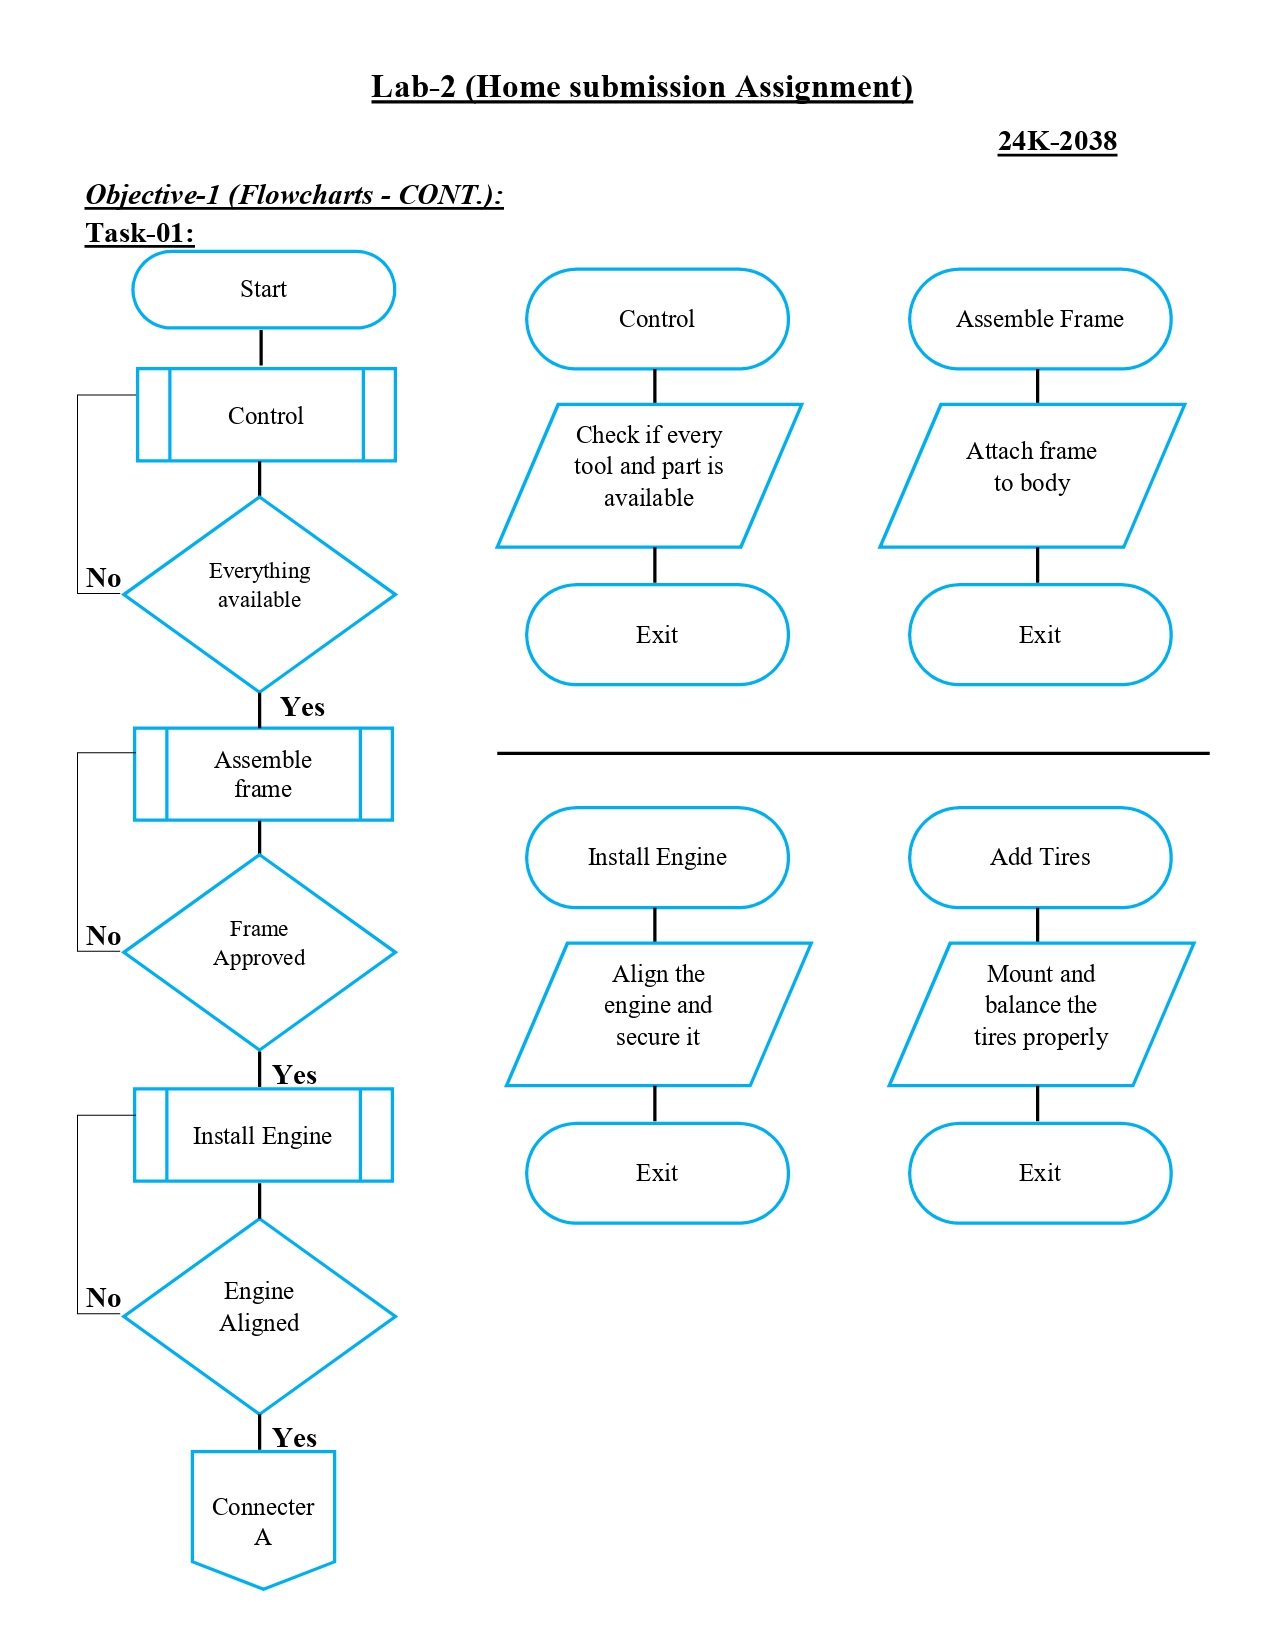 Lab-2 (Home submission Assignment)
24K-2038
Objective-1 (Flowcharts - CONT.):
Task-01:
Start
Control
Everything
available
No
Yes
Assemble
frame
Frame
Approved
No
Yes
Install Engine
Engine
Aligned
No
Yes
Connecter
A
Control
Check if every
tool and part is
available
Exit
Assemble Frame
Attach frame
to body
Exit
Install Engine
Align the
engine and
secure it
Exit
Add Tires
Mount and
balance the
tires properly
Exit